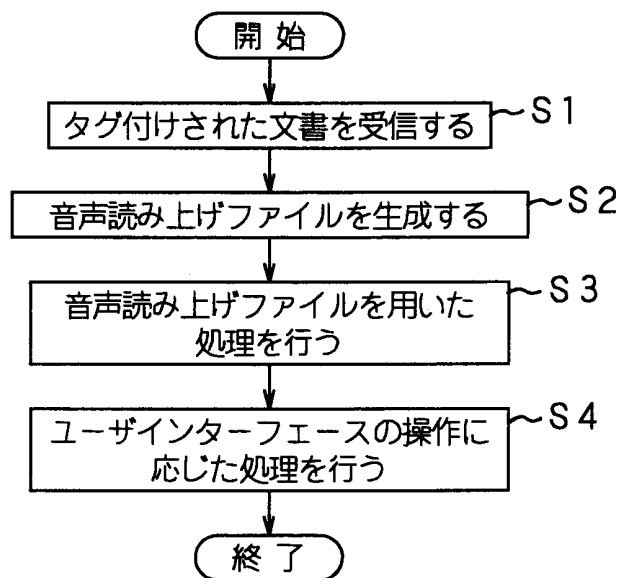 開始
タグ付けされた文書を受信する
S1
音声読み上げファイルを生成する
S2
音声読み上げファイルを用いた
処理を行う
S3
ユーザインターフェースの操作に
応じた処理を行う
S4
終了